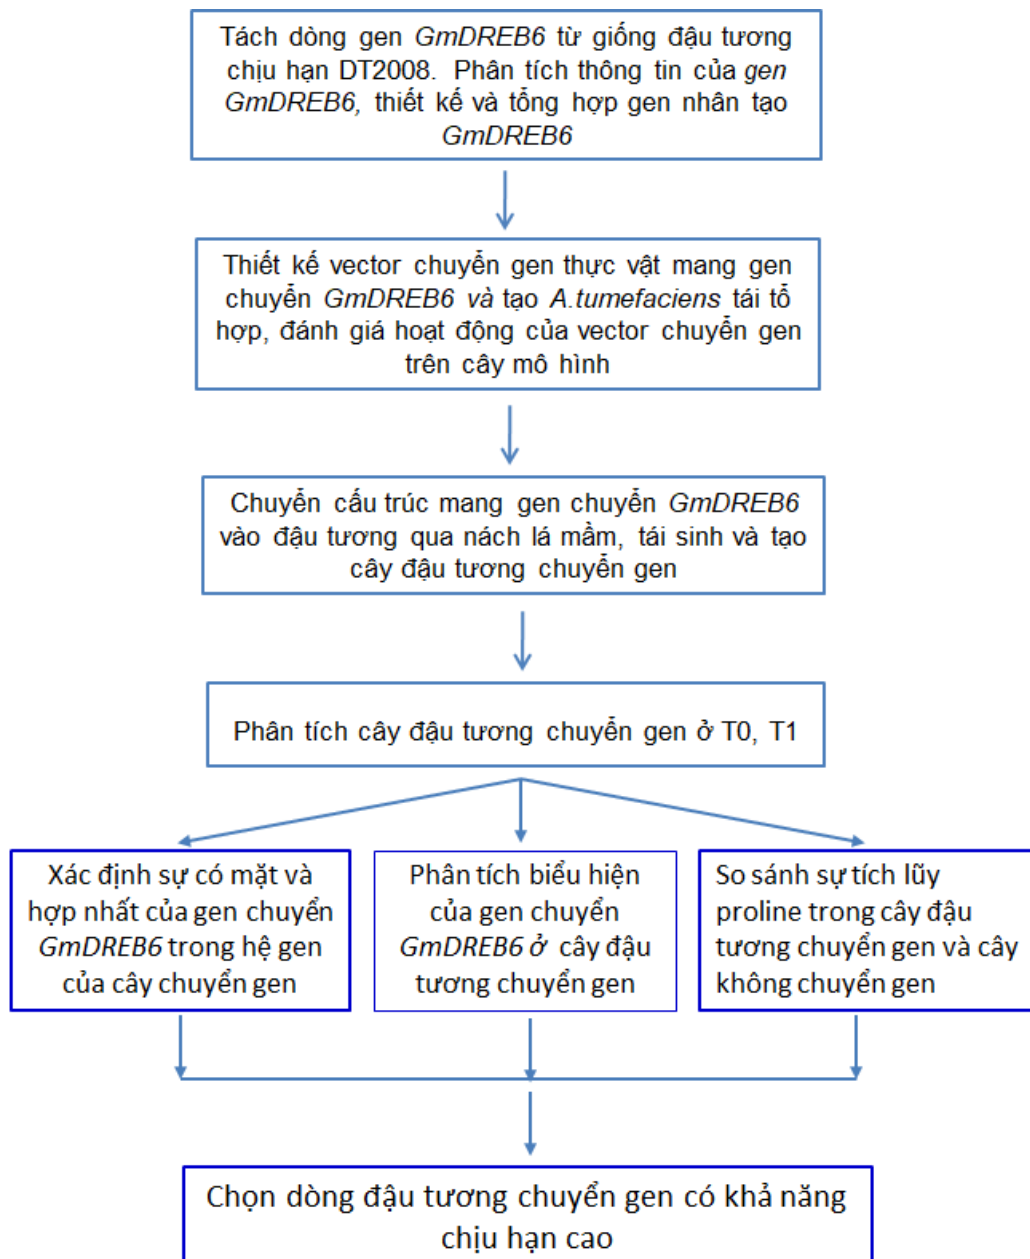 Tách dòng gen GmDREB6 từ giống đậu tương
chịu hạn DT2008. Phân tích thông tin của gen
GmDREB6, thiết kế và tổng hợp gen nhân tạo
GmDREB6
Thiết kế vector chuyển gen thực vật mang gen
chuyển GmDREB6 và tạo A.tumefaciens tái tổ
hợp, đánh giá hoạt động của vector chuyển gen
trên cây mô hình
Chuyển cấu trúc mang gen chuyển GmDREB6
vào đậu tương qua nách lá mầm, tái sinh và tạo
cây đậu tương chuyển gen
Phân tích cây đậu tương chuyển gen ở T0, T1
Xác định sự có mặt và
hợp nhất của gen chuyển
GmDREB6 trong hệ gen
của cây chuyển gen
Phân tích biểu hiện
của gen chuyển
GmDREB6 ở cây đậu
tương chuyển gen
So sánh sự tích lũy
proline trong cây đậu
tương chuyển gen và cây
không chuyển gen
Chọn dòng đậu tương chuyển gen có khả năng
chịu hạn cao